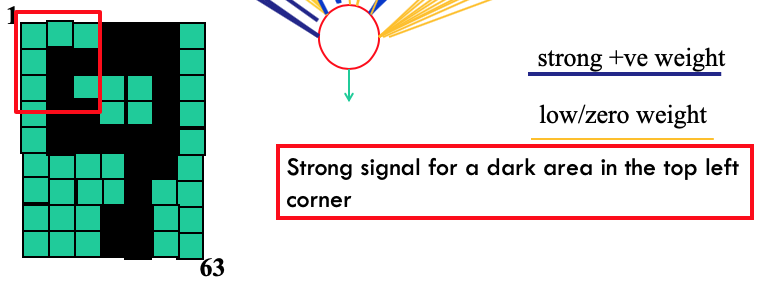 1
strong +ve weight
low/zero weight
Strong signal for a dark area in the top left
corner
63